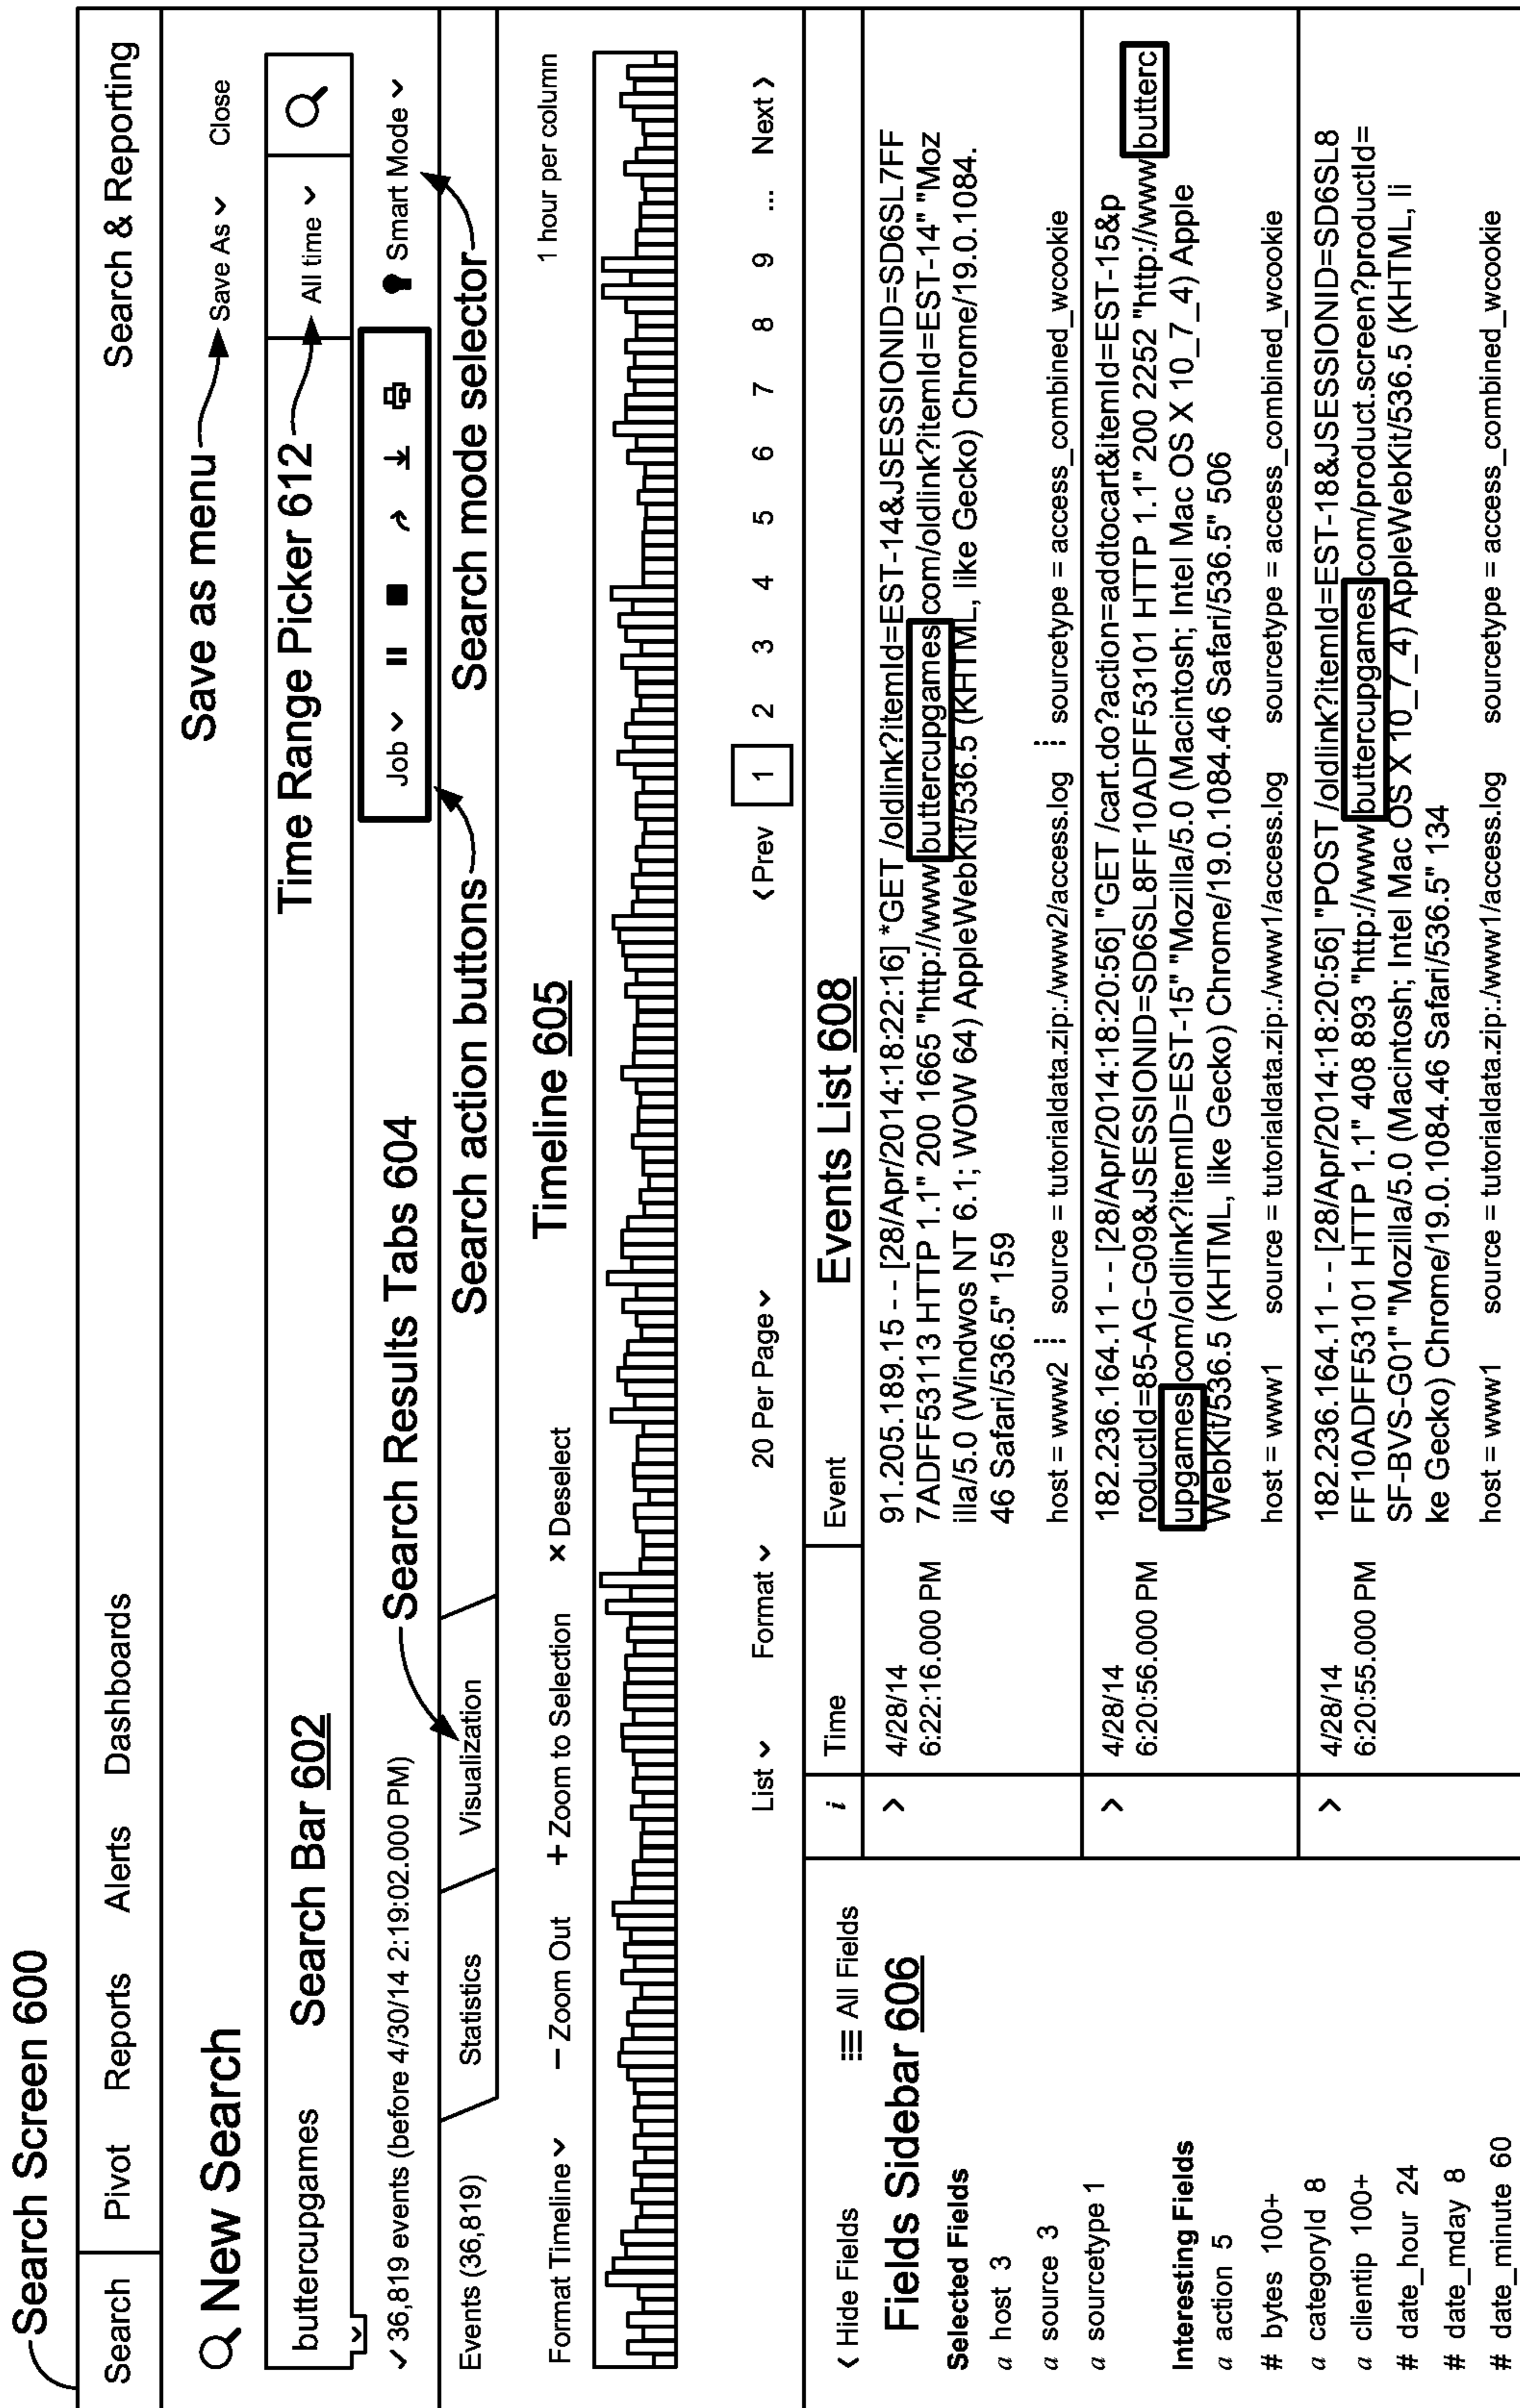 Search Screen 600
Search Pivot Reports Alerts Dashboards Search & Reporting
New Search
Save as menu
Save As Close
buttercupgames Search Bar 602 Time Range Picker 612 All time
✓ 36,819 events (before 4/30/14 2:19:02.000 PM)
Search Results Tabs 604
Job Smart Mode
Events (36,819) Statistics Visualization
Search action buttons Search mode selector
Format Timeline — Zoom Out + Zoom to Selection × Deselect
Timeline 605
1 hour per column
List Format 20 Per Page
< Prev 1 2 3 4 5 6 7 8 9 ... Next >
< Hide Fields All Fields
Fields Sidebar 606
Selected Fields
a host 3
a source 3
a sourcetype 1
Interesting Fields
a action 5
# bytes 100+
a categoryId 8
a clientip 100+
# date_hour 24
# date_mday 8
# date_minute 60
Events List 608
i Time Event
> 4/28/14
6:22:16.000 PM
91.205.189.15 - - [28/Apr/2014:18:22:16] *GET /oldlink?itemId=EST-14&JSESSIONID=SD6SL7FF
7ADFF53113 HTTP 1.1" 200 1665 "http://www buttercupgames com/oldlink?itemId=EST-14" "Moz
illa/5.0 (Windwos NT 6.1; WOW 64) AppleWebKit/536.5 (KHTML, like Gecko) Chrome/19.0.1084.
46 Safari/536.5" 159
host = www2 source = tutorialdata.zip:./www2/access.log sourcetype = access_combined_wcookie
> 4/28/14
6:20:56.000 PM
182.236.164.11 - - [28/Apr/2014:18:20:56] "GET /cart.do?action=addtocart&itemId=EST-15&p
roductId=85-AG-G09&JSESSIONID=SD6SL8FF10ADFF53101 HTTP 1.1" 200 2252 "http://www butterc
upgames com/oldlink?itemID=EST-15" "Mozilla/5.0 (Macintosh; Intel Mac OS X 10_7_4) Apple
WebKit/536.5 (KHTML, like Gecko) Chrome/19.0.1084.46 Safari/536.5" 506
host = www1 source = tutorialdata.zip:./www1/access.log sourcetype = access_combined_wcookie
> 4/28/14
6:20:55.000 PM
182.236.164.11 - - [28/Apr/2014:18:20:56] "POST /oldlink?itemId=EST-18&JSESSIONID=SD6SL8
FF10ADFF53101 HTTP 1.1" 408 893 "http://www buttercupgames com/product.screen?productId=
SF-BVS-G01" "Mozilla/5.0 (Macintosh; Intel Mac OS X 10_7_4) AppleWebKit/536.5 (KHTML, li
ke Gecko) Chrome/19.0.1084.46 Safari/536.5" 134
host = www1 source = tutorialdata.zip:./www1/access.log sourcetype = access_combined_wcookie